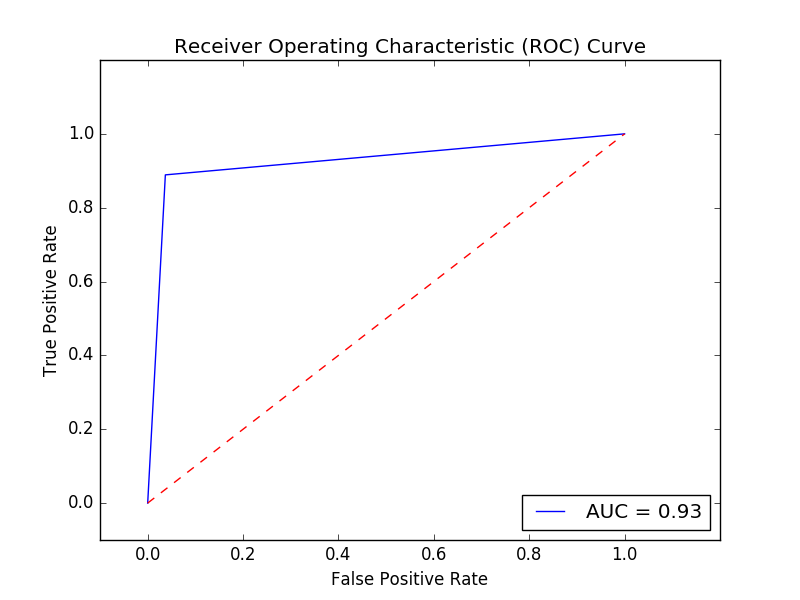 Receiver Operating Characteristic (ROC) Curve
True Positive Rate
1.0
0.8
0.6
0.4
0.2
0.0
AUC = 0.93
0.0 0.2 0.4 0.6 0.8 1.0
False Positive Rate